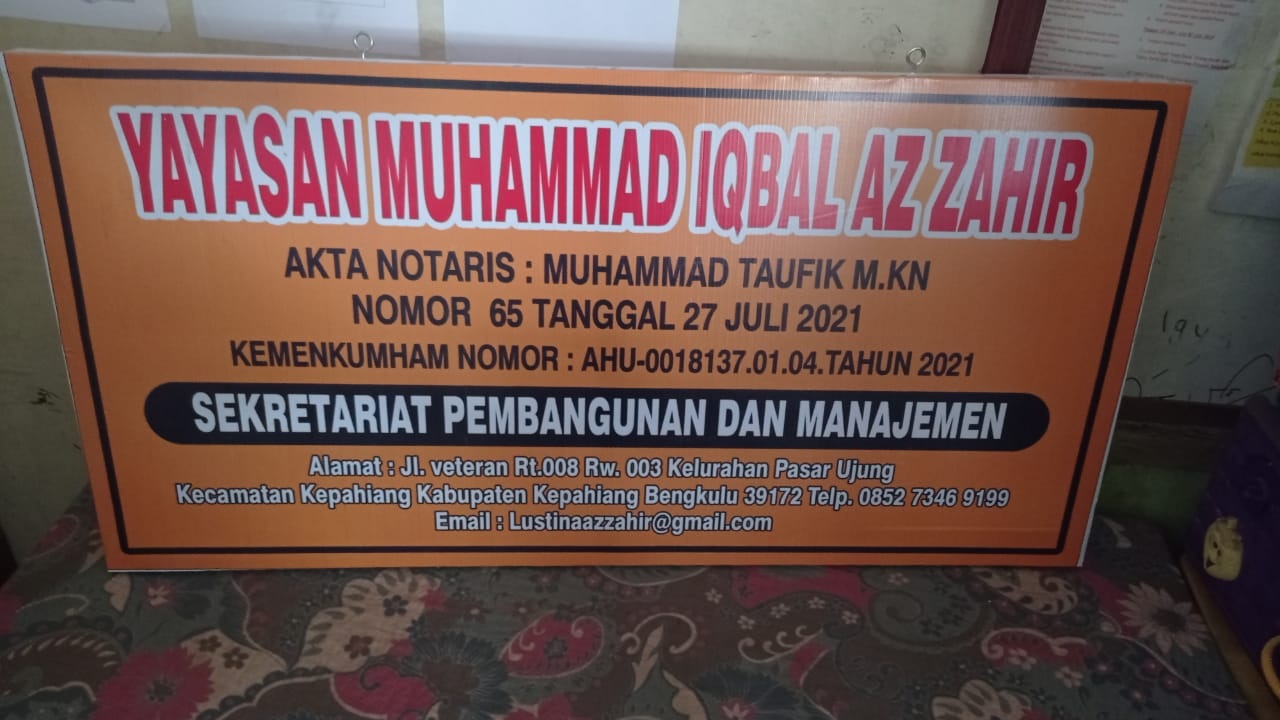 YAYASAN MUHAMMAD IQBAL AZ ZAHIR
AKTA NOTARIS : MUHAMMAD TAUFIK M.KN
NOMOR 65 TANGGAL 27 JULI 2021
KEMENKUMHAM NOMOR : AHU-0018137.01.04.TAHUN 2021
SEKRETARIAT PEMBANGUNAN DAN MANAJEMEN
Alamat : Jl. veteran Rt.008 Rw. 003 Kelurahan Pasar Ujung
Kecamatan Kepahiang Kabupaten Kepahiang Bengkulu 39172 Telp. 0852 7346 9199
Email : Lustinaazzahir@gmail.com